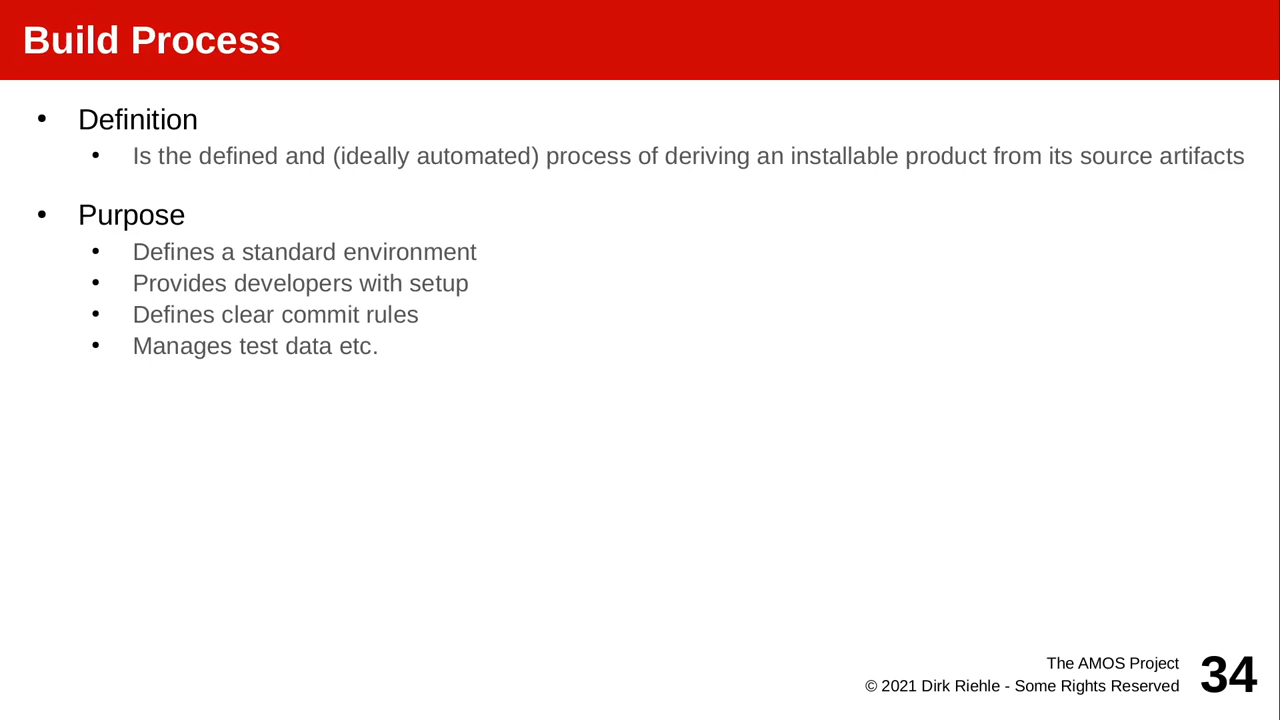 Build Process
• Definition
• Is the defined and (ideally automated) process of deriving an installable product from its source artifacts
• Purpose
• Defines a standard environment
• Provides developers with setup
• Defines clear commit rules
• Manages test data etc.
The AMOS Project
© 2021 Dirk Riehle - Some Rights Reserved
34